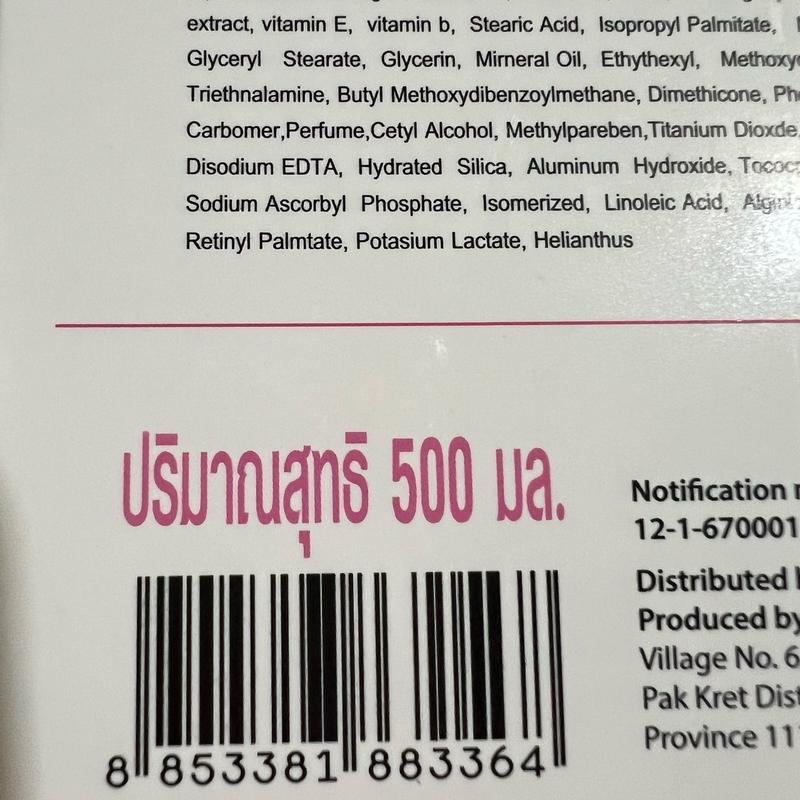 extract, vitamin E, vitamin b, Stearic Acid, Isopropyl Palmitate,
Glyceryl Stearate, Glycerin, Mirneral Oil, Ethythexyl,
Triethnalamine, Butyl Methoxydibenzoylmethane, Dimethicone,
Carbomer,Perfume,Cetyl Alcohol, Methylpareben,Titanium Dioxde,
Disodium EDTA, Hydrated Silica, Aluminum Hydroxide,
Sodium Ascorbyl Phosphate, Isomerized, Linoleic Acid,
Retinyl Palmtate, Potasium Lactate, Helianthus
ปริมาณสุทธิ 500 มล.
8 853381 883364
Notification
12-1-670001
Distributed
Produced by
Village No. 6
Pak Kret
Province 11